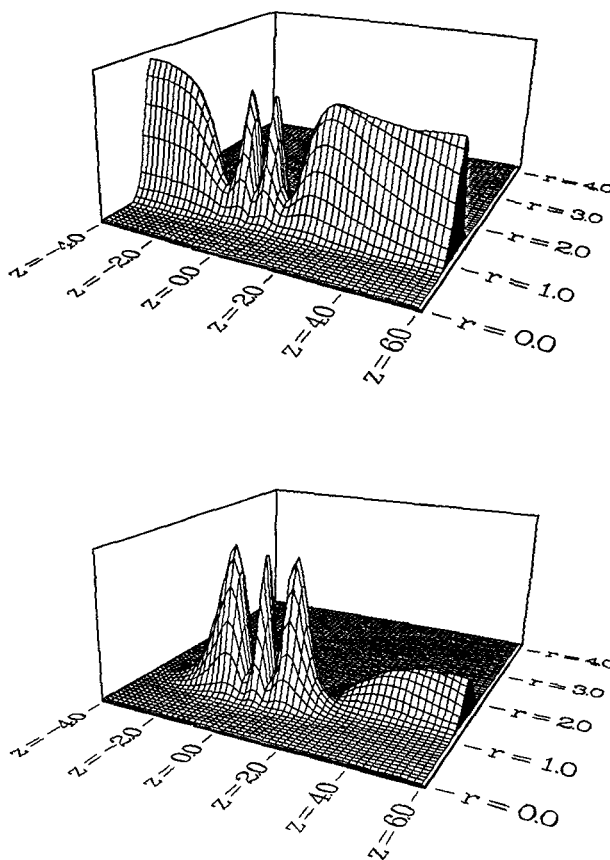 r = 4.0
r = 3.0
r = 2.0
r = 1.0
r = 0.0
z = -4.0
z = -2.0
z = 0.0
z = 2.0
z = 4.0
z = 6.0
r = 4.0
r = 3.0
r = 2.0
r = 1.0
r = 0.0
z = -4.0
z = -2.0
z = 0.0
z = 2.0
z = 4.0
z = 6.0